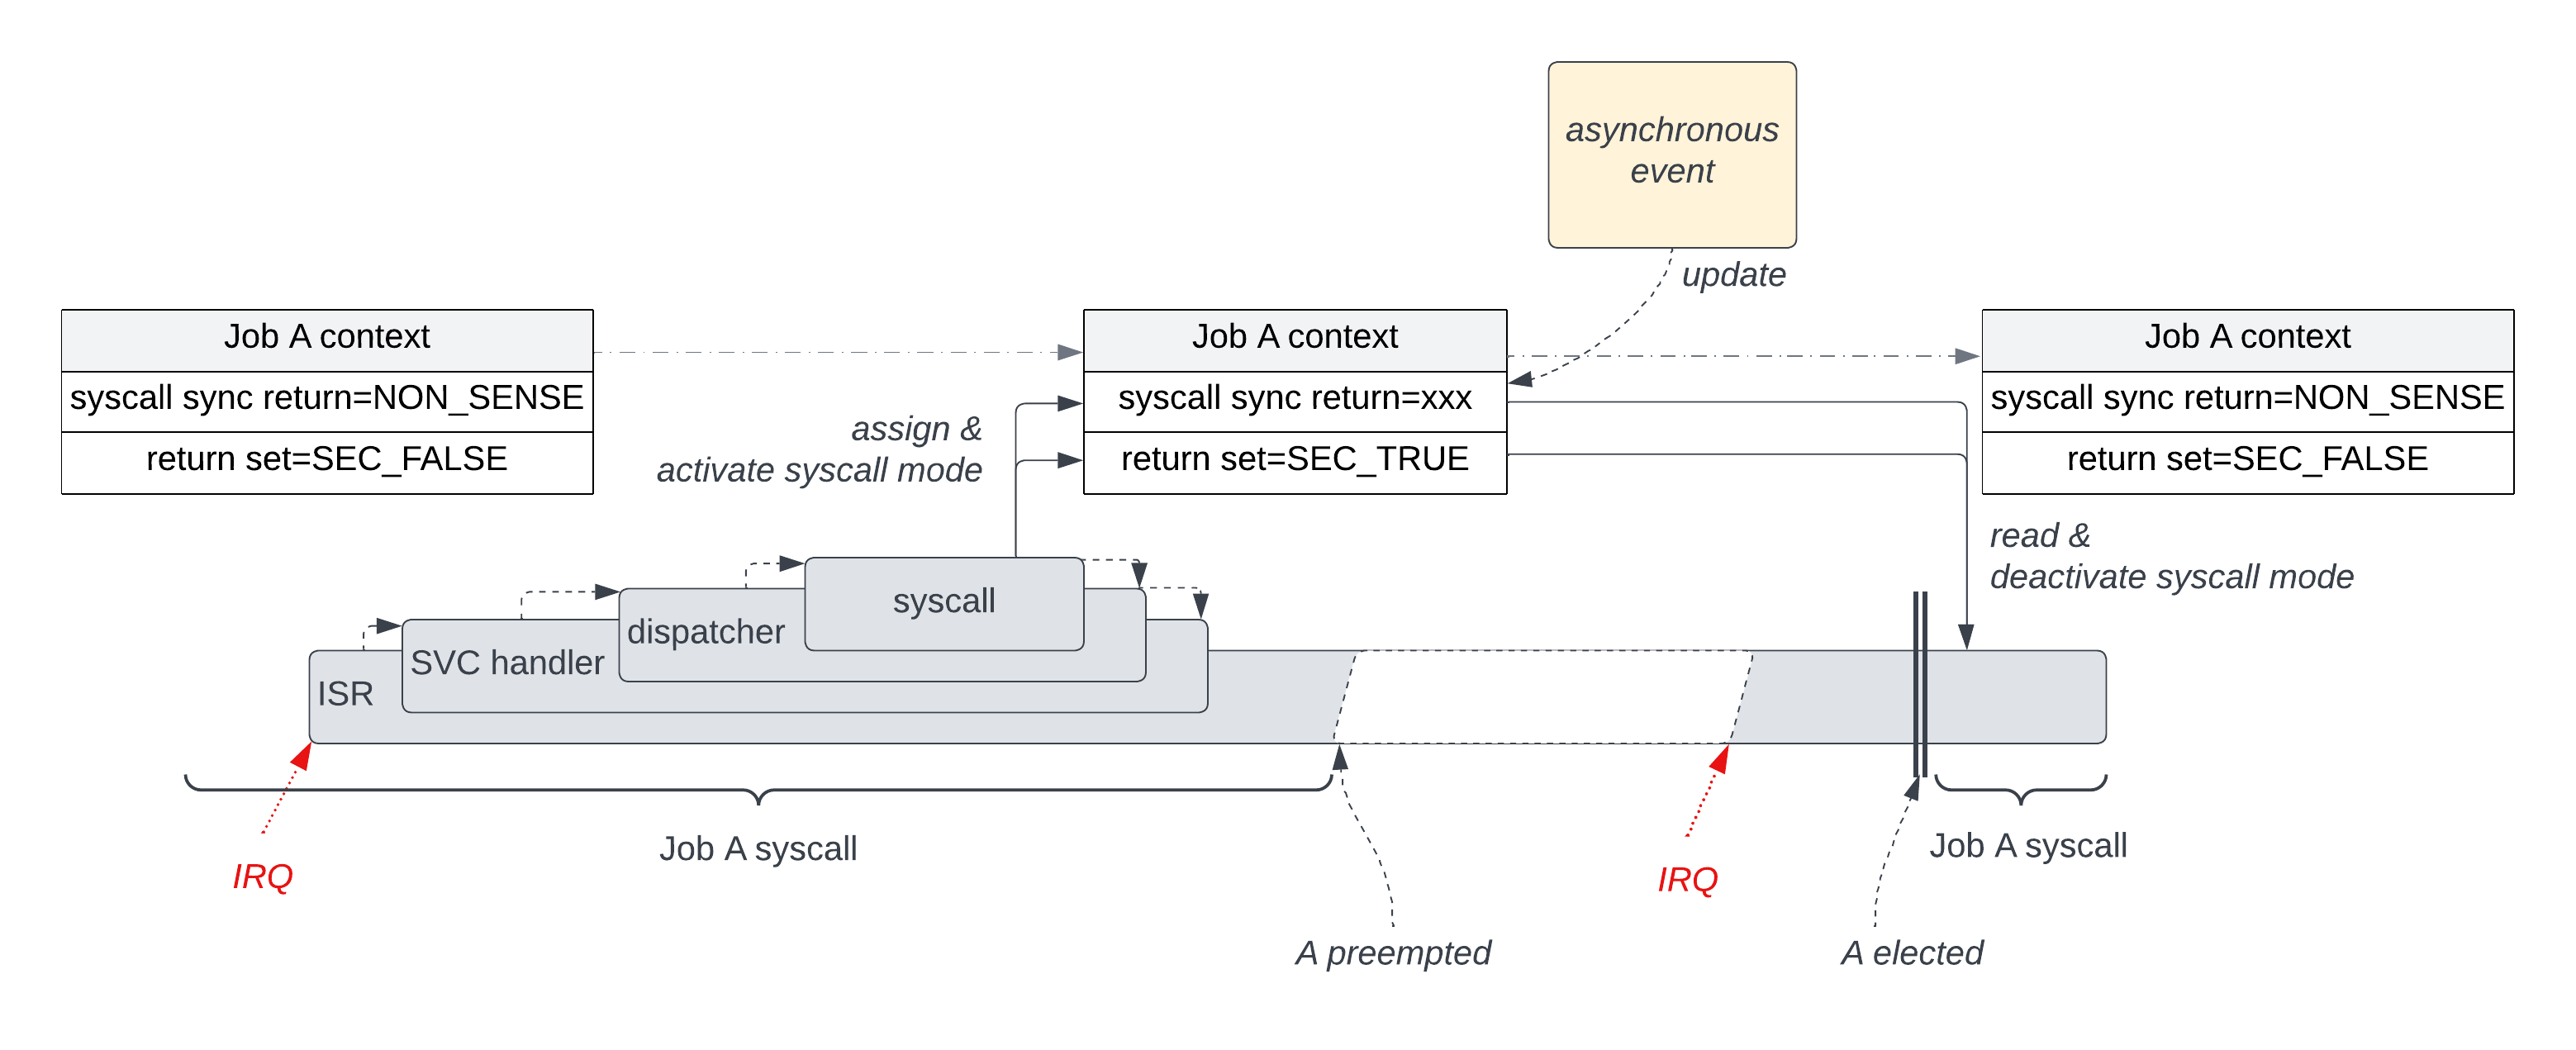 asynchronous
event
update
Job A context
syscall sync return=NON_SENSE
return set=SEC_FALSE
Job A context
syscall sync return=xxx
return set=SEC_TRUE
Job A context
syscall sync return=NON_SENSE
return set=SEC_FALSE
assign &
activate syscall mode
read &
deactivate syscall mode
syscall
dispatcher
SVC handler
ISR
Job A syscall
Job A syscall
IRQ
IRQ
A preempted
A elected